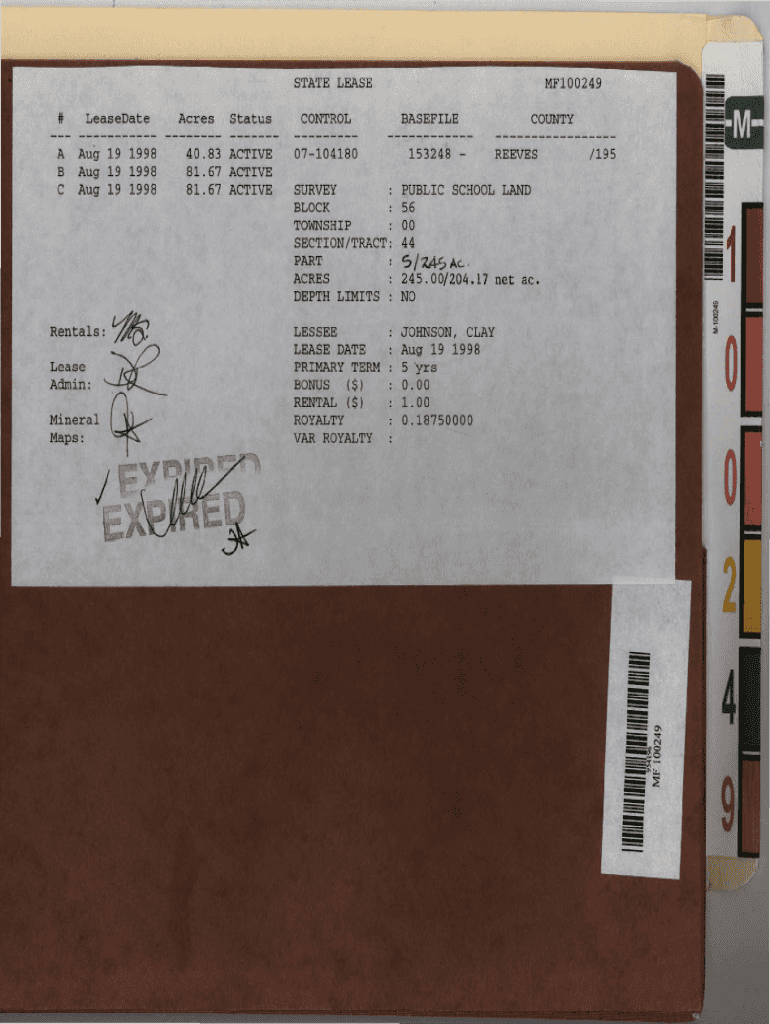 STATE LEASE MF100249
# LeaseDate Acres Status CONTROL BASEFILE COUNTY
A Aug 19 1998 40.83 ACTIVE 07-104180 153248 - REEVES /195
B Aug 19 1998 81.67 ACTIVE
C Aug 19 1998 81.67 ACTIVE SURVEY : PUBLIC SCHOOL LAND
BLOCK : 56
TOWNSHIP : 00
SECTION/TRACT: 44
PART : S/245 AC.
ACRES : 245.00/204.17 net ac.
DEPTH LIMITS : NO
Rentals: LESSEE : JOHNSON, CLAY
LEASE DATE : Aug 19 1998
Lease PRIMARY TERM : 5 yrs
Admin: BONUS ($) : 0.00
RENTAL ($) : 1.00
Mineral ROYALTY : 0.18750000
Maps: VAR ROYALTY :
EXPIRED
EXPIRED
M
M-100249
1
0
0
2
4
9
MF 100249